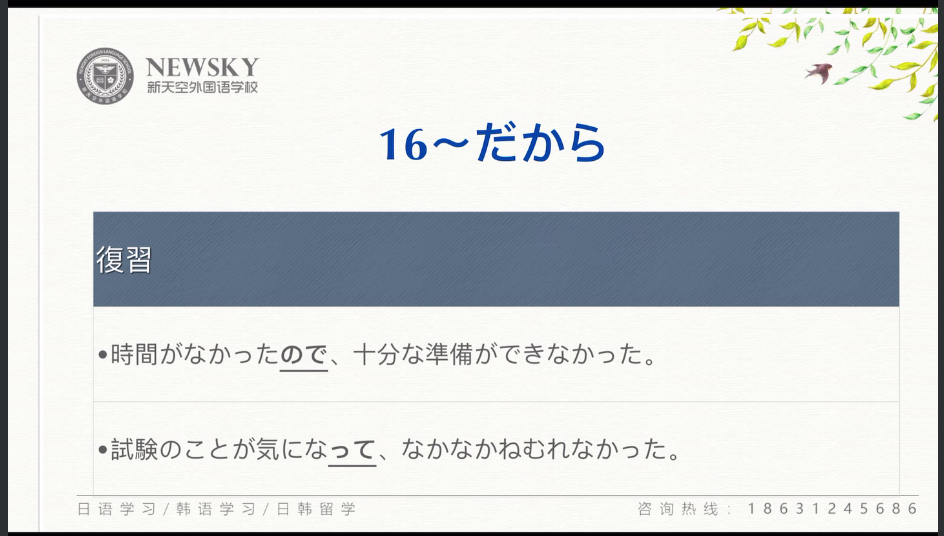 NEWSKY
新天空外国语学校
16～だから
復習
•時間がなかったので、十分な準備ができなかった。
•試験のことが気になって、なかなかねむれなかった。
日语学习/韩语学习/日韩留学
咨询热线：18631245686